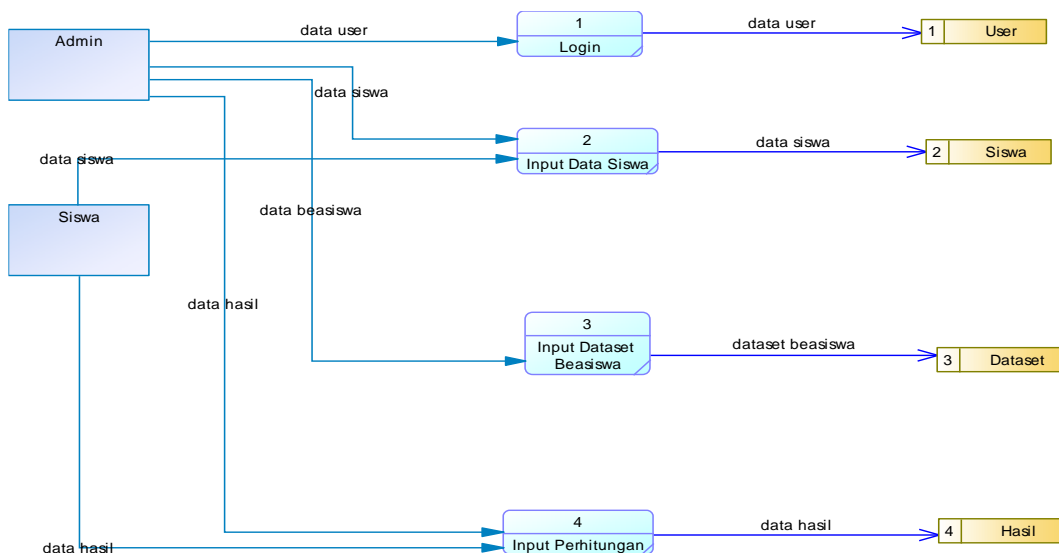 data user
1
Login
data user
1 User
Admin
data siswa
2
Input Data Siswa
data siswa
2 Siswa
data siswa
Siswa
data beasiswa
data hasil
3
Input Dataset
Beasiswa
dataset beasiswa
3 Dataset
4
Input Perhitungan
data hasil
4 Hasil
data hasil